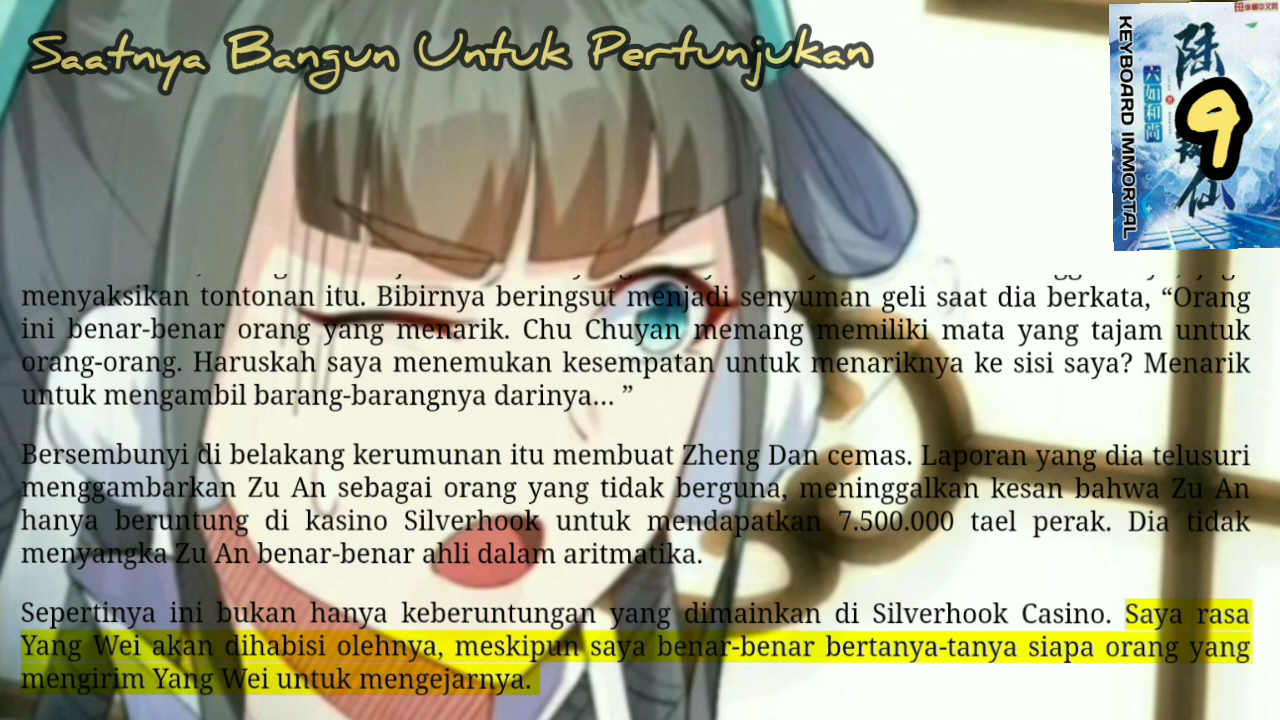 Saatnya Bangun Untuk Pertunjukan
陆
仙
六如和尚
KEYBOARD IMMORTAL
9
menyaksikan tontonan itu. Bibirnya beringsut menjadi senyuman geli saat dia berkata, “Orang
ini benar-benar orang yang menarik. Chu Chuyan memang memiliki mata yang tajam untuk
orang-orang. Haruskah saya menemukan kesempatan untuk menariknya ke sisi saya? Menarik
untuk mengambil barang-barangnya darinya... ”
Bersembunyi di belakang kerumunan itu membuat Zheng Dan cemas. Laporan yang dia telusuri
menggambarkan Zu An sebagai orang yang tidak berguna, meninggalkan kesan bahwa Zu An
hanya beruntung di kasino Silverhook untuk mendapatkan 7.500.000 tael perak. Dia tidak
menyangka Zu An benar-benar ahli dalam aritmatika.
Sepertinya ini bukan hanya keberuntungan yang dimainkan di Silverhook Casino. Saya rasa
Yang Wei akan dihabisi olehnya, meskipun saya benar-benar bertanya-tanya siapa orang yang
mengirim Yang Wei untuk mengejarnya.